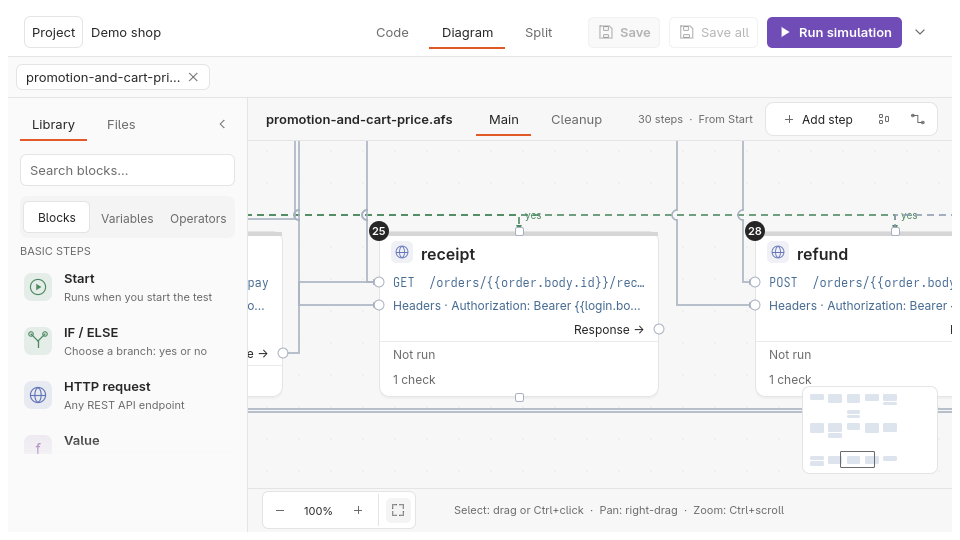 Project Demo shop Code Diagram Split Save Save all Run simulation
promotion-and-cart-pri...
Library Files
promotion-and-cart-price.afs Main Cleanup 30 steps · From Start Add step
Search blocks...
Blocks Variables Operators
BASIC STEPS
Start
Runs when you start the test
IF / ELSE
Choose a branch: yes or no
HTTP request
Any REST API endpoint
Value
yes
yes
pay
o...
e →
25
receipt
GET /orders/{{order.body.id}}/rec…
Headers · Authorization: Bearer {{login.bo...
Response →
Not run
1 check
28
refund
POST /orders/{{order.body
Headers · Authorization: Bearer
Not run
1 check
100%
Select: drag or Ctrl+click · Pan: right-drag · Zoom: Ctrl+scroll